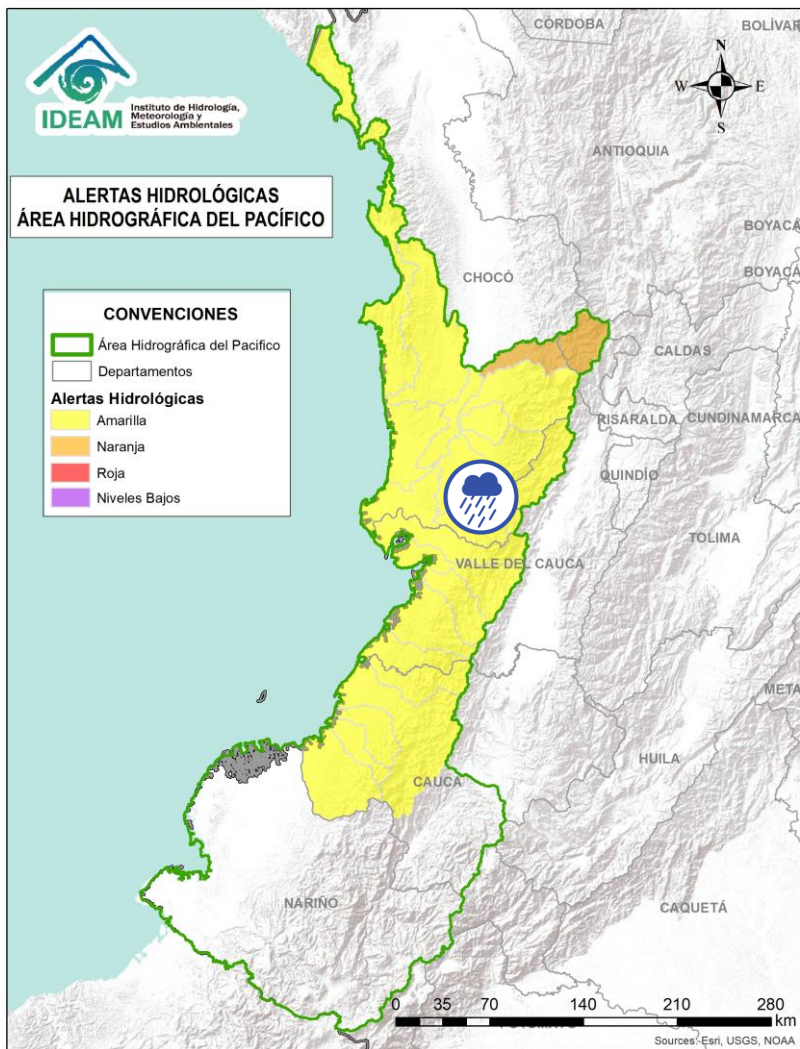 IDEAM
Instituto de Hidrología,
Meteorología y
Estudios Ambientales
CÓRDOBA
BOLÍVAR
N
W
E
S
ANTIOQUIA
ALERTAS HIDROLÓGICAS
ÁREA HIDROGRÁFICA DEL PACÍFICO
BOYACÁ
BOYACÁ
CHOCÓ
CONVENCIONES
Área Hidrográfica del Pacifico
Departamentos
Alertas Hidrológicas
Amarilla
Naranja
Roja
Niveles Bajos
CALDAS
RISARALDA
CUNDINAMARCA
QUINDÍO
TOLIMA
VALLE DEL CAUCA
META
HUILA
CAUCA
NARIÑO
CAQUETÁ
0 35 70 140 210 280
km
Sources: Esri, USGS, NOAA